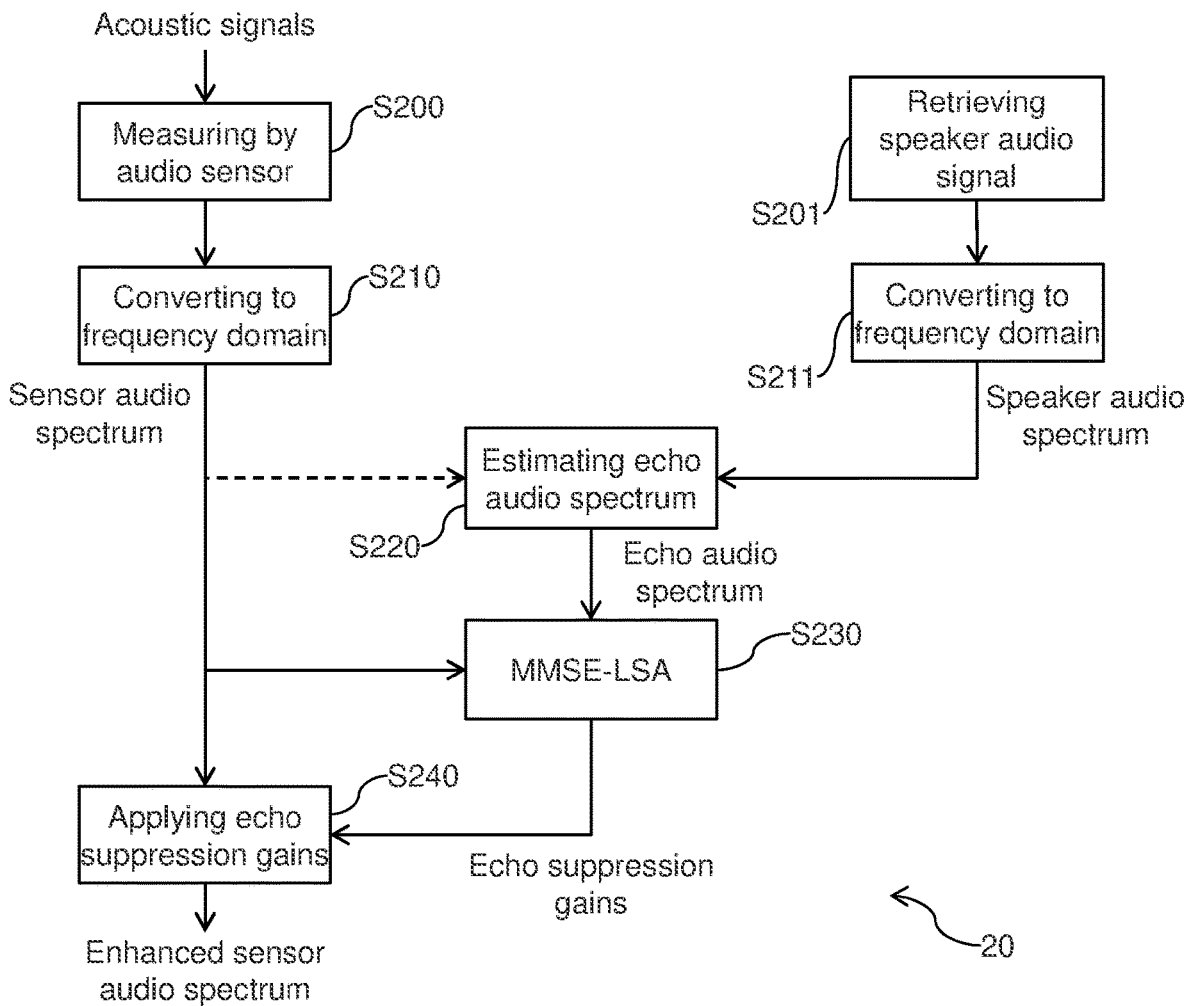 Acoustic signals
S200
Measuring by
audio sensor
Retrieving
speaker audio
signal
S201
S210
Converting to
frequency domain
Converting to
frequency domain
S211
Sensor audio
spectrum
Speaker audio
spectrum
Estimating echo
audio spectrum
S220
Echo audio
spectrum
S230
MMSE-LSA
S240
Applying echo
suppression gains
Echo suppression
gains
20
Enhanced sensor
audio spectrum